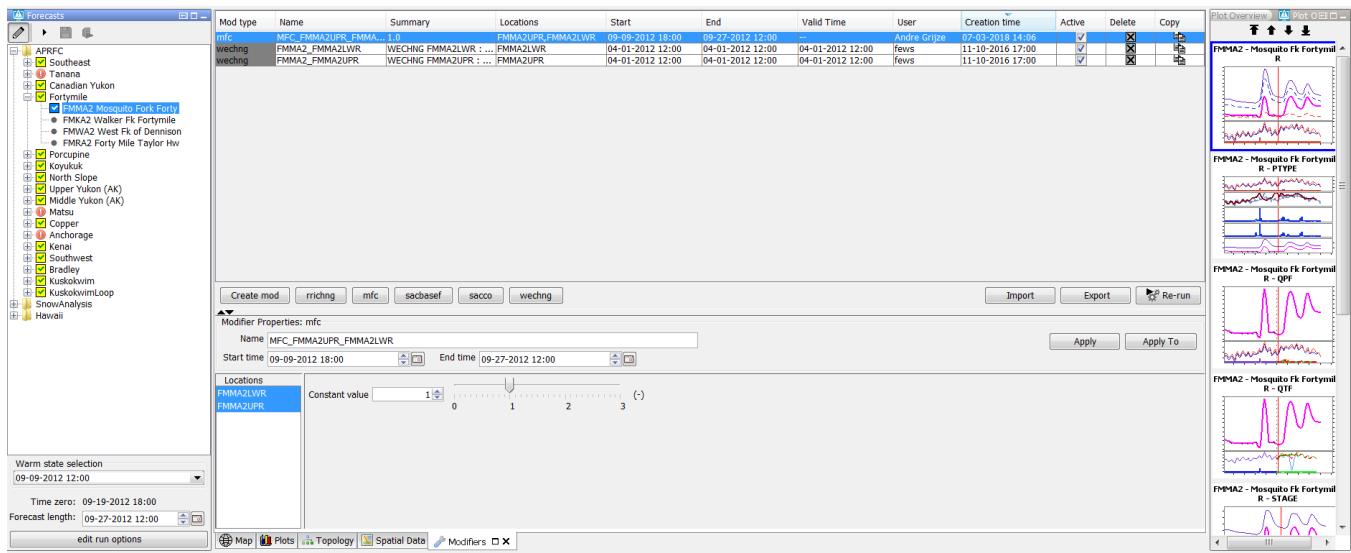 Forecasts
APRFC
Southeast
Tanana
Canadian Yukon
Fortymile
FMMA2 Mosquito Fork Forty
FMKA2 Walker Fk Fortymile
FMWA2 West Fk of Dennison
FMRA2 Forty Mile Taylor Hw
Porcupine
Koyukuk
North Slope
Upper Yukon (AK)
Middle Yukon (AK)
Matsu
Copper
Anchorage
Kenai
Southwest
Bradley
Kuskokwim
KuskokwimLoop
SnowAnalysis
Hawaii
Warm state selection
09-09-2012 12:00
Time zero: 09-19-2012 18:00
Forecast length: 09-27-2012 12:00
edit run options
Mod type Name Summary Locations Start End Valid Time User Creation time Active Delete Copy
mfc MFC_FMMA2UPR_FMMA... 1.0 FMMA2UPR,FMMA2LWR 09-09-2012 18:00 09-27-2012 12:00 -- Andre Grijze 07-03-2018 14:06
wechng FMMA2_FMMA2LWR WECHNG FMMA2LWR : ... FMMA2LWR 04-01-2012 12:00 04-01-2012 12:00 04-01-2012 12:00 fews 11-10-2016 17:00
wechng FMMA2_FMMA2UPR WECHNG FMMA2UPR : ... FMMA2UPR 04-01-2012 12:00 04-01-2012 12:00 04-01-2012 12:00 fews 11-10-2016 17:00
Create mod rrichng mfc sacbasef sacco wechng Import Export Re-run
Modifier Properties: mfc
Name MFC_FMMA2UPR_FMMA2LWR Apply Apply To
Start time 09-09-2012 18:00 End time 09-27-2012 12:00
Locations
FMMA2LWR
FMMA2UPR
Constant value 1 (-)
0 1 2 3
Map Plots Topology Spatial Data Modifiers
Plot Overview Plot O
FMMA2 - Mosquito Fk Fortymil
R
FMMA2 - Mosquito Fk Fortymil
R - PTYPE
FMMA2 - Mosquito Fk Fortymil
R - QPF
FMMA2 - Mosquito Fk Fortymil
R - QTF
FMMA2 - Mosquito Fk Fortymil
R - STAGE